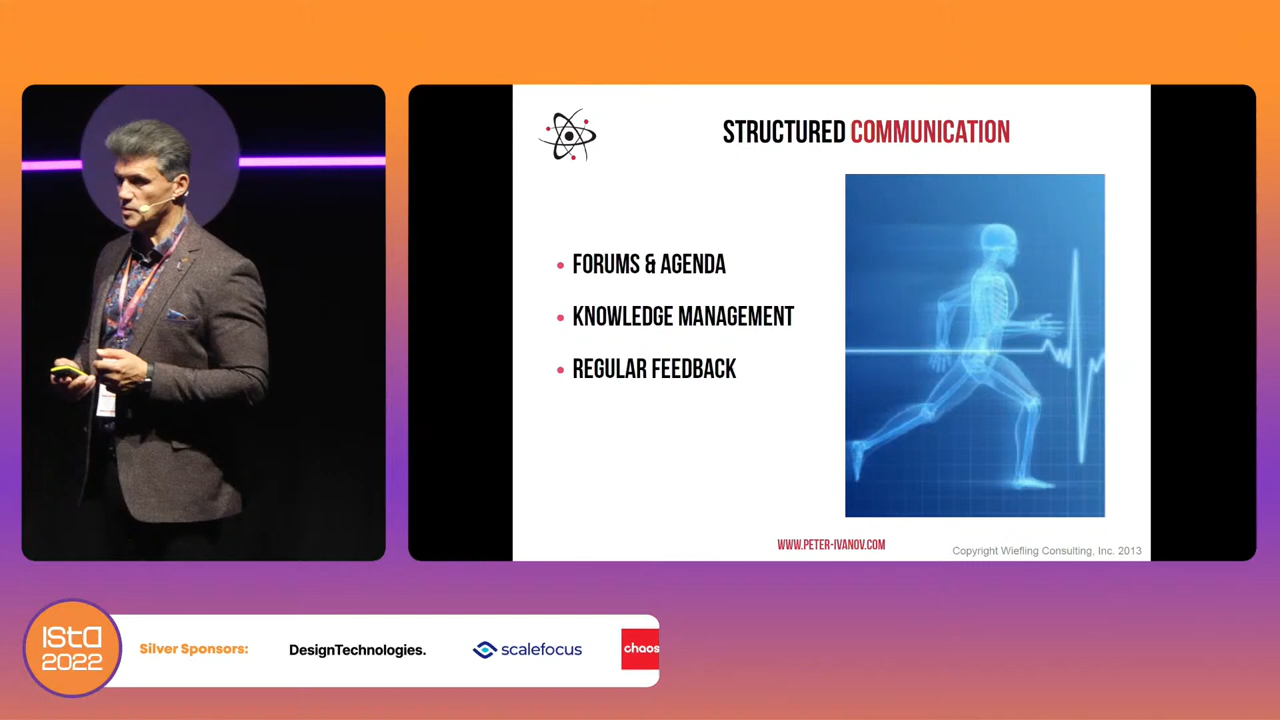 STRUCTURED COMMUNICATION
• FORUMS & AGENDA
• KNOWLEDGE MANAGEMENT
• REGULAR FEEDBACK
WWW.PETER-IVANOV.COM
Copyright Wiefling Consulting, Inc. 2013
ISTA
2022
Silver Sponsors:
DesignTechnologies.
scalefocus
chaos